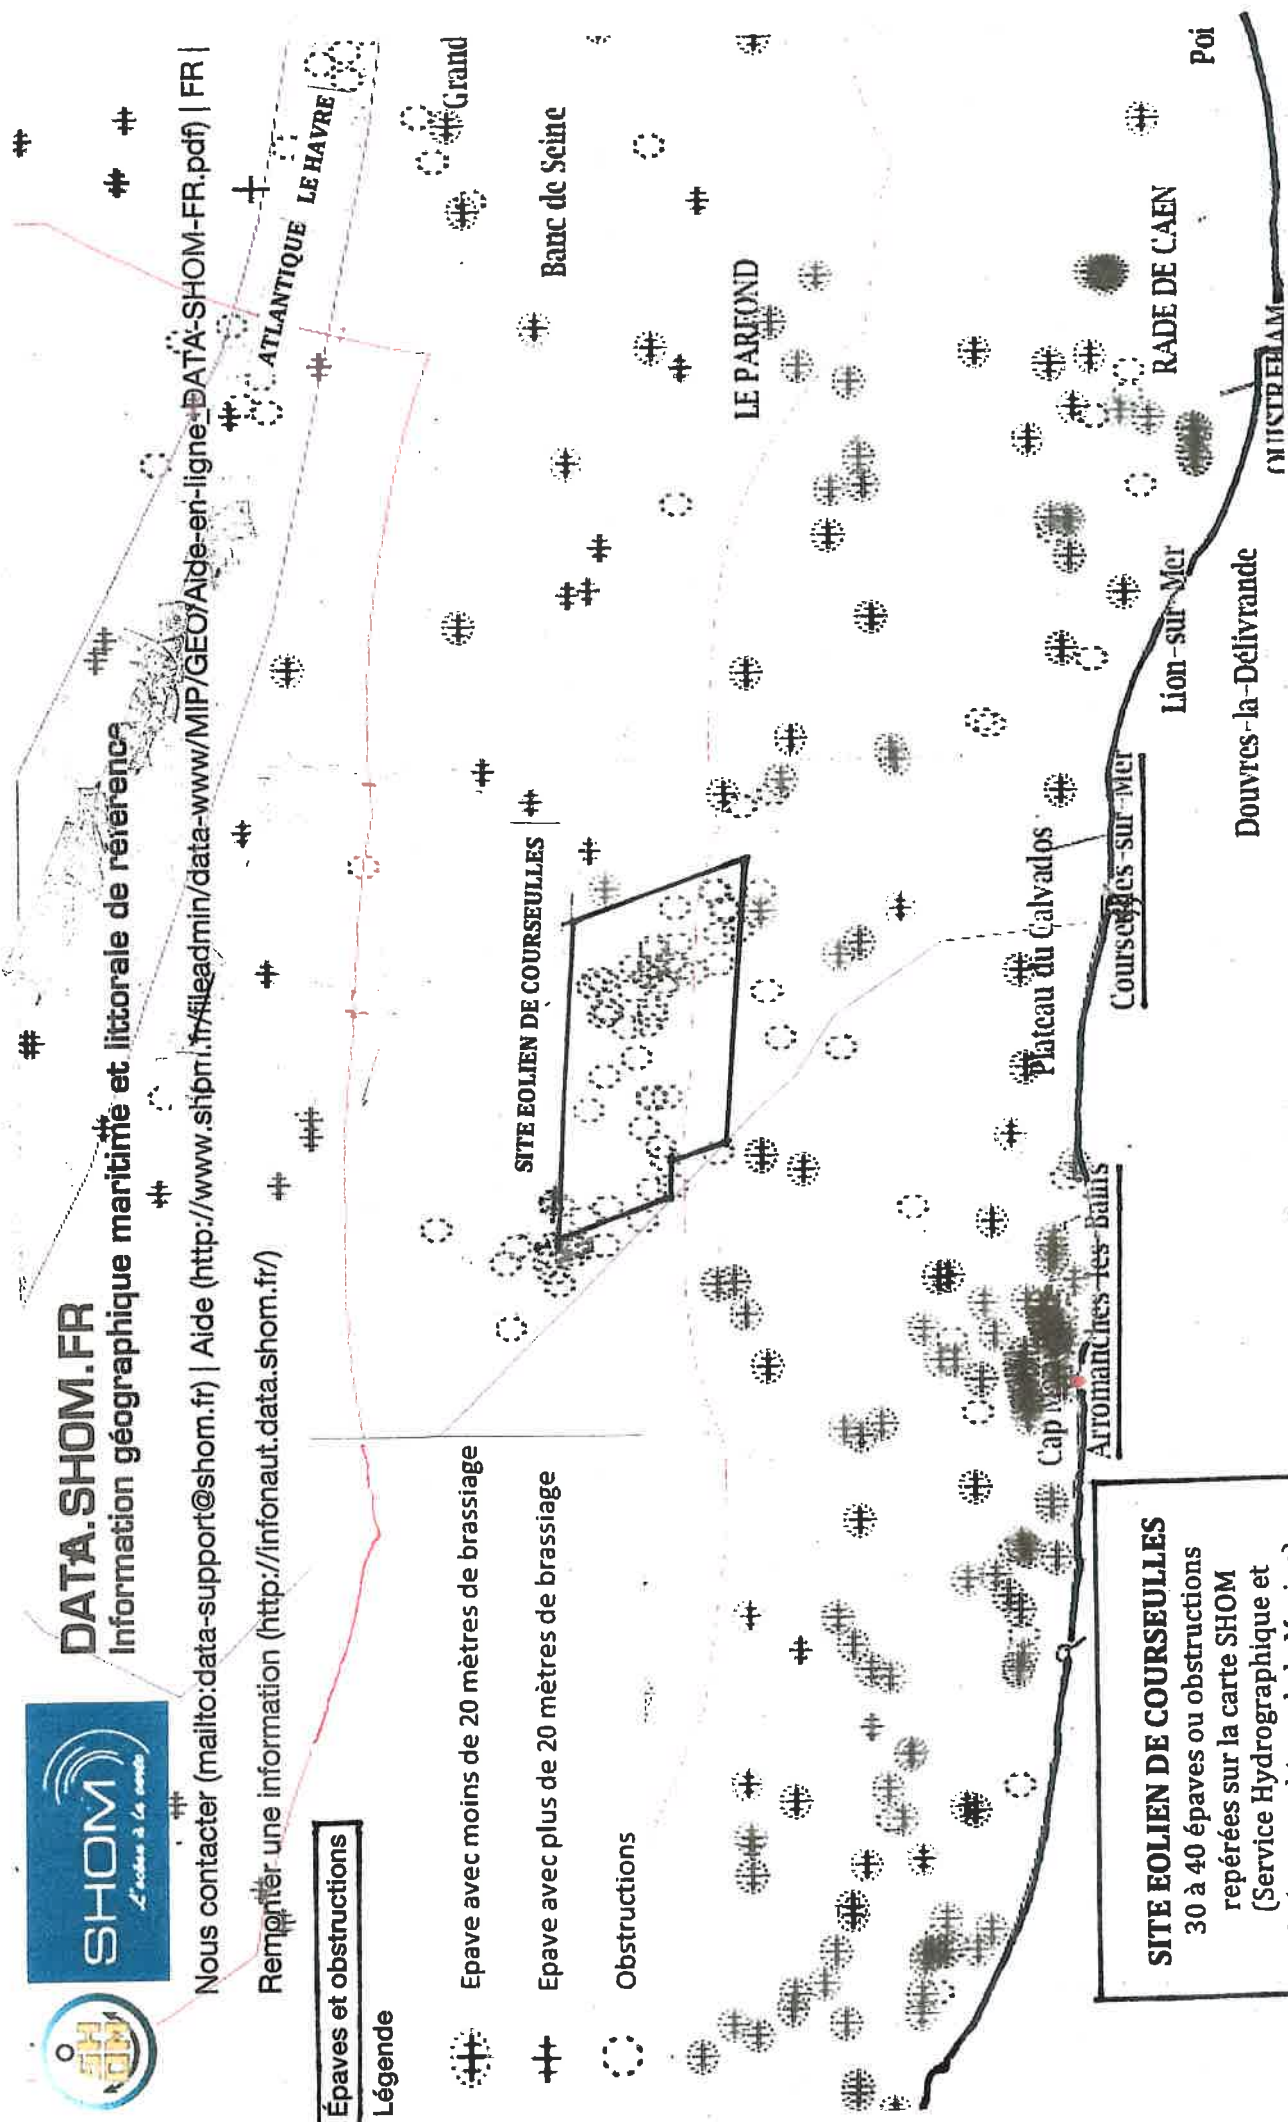 SHOM
L'océan à la carte
DATA.SHOM.FR
Information géographique maritime et littorale de référence
Nous contacter (mailto:data-support@shom.fr) | Aide (http://www.shom.fr/fileadmin/data-www/MIP/GEO/Aide-en-ligne_DATA-SHOM-FR.pdf) | FR |
Remonter une information (http://infonaut.data.shom.fr/)
Épaves et obstructions
Légende
Epave avec moins de 20 mètres de brassiage
Epave avec plus de 20 mètres de brassiage
Obstructions
ATLANTIQUE LE HAVRE
Grand
Banc de Seine
SITE EOLIEN DE COURSEULLES
LE PARFOND
Plateau du Calvados
RADE DE CAEN
Poi
Cap
Arromanches-les-Bains
Courseulles-sur-Mer
Lion-sur-Mer
Douvres-la-Délivrande
OUISTREHAM
SITE EOLIEN DE COURSEULLES
30 à 40 épaves ou obstructions
repérées sur la carte SHOM
(Service Hydrographique et